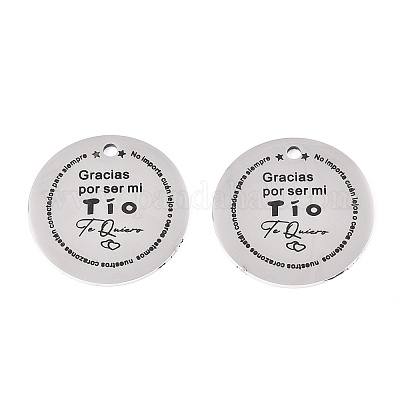 No importa cuán lejos o cerca estemos nuestros corazones están conectados para siempre
Gracias
por ser mi
Tío
Te Quiero
No importa cuán lejos o cerca estemos nuestros corazones están conectados para siempre
Gracias
por ser mi
Tío
Te Quiero